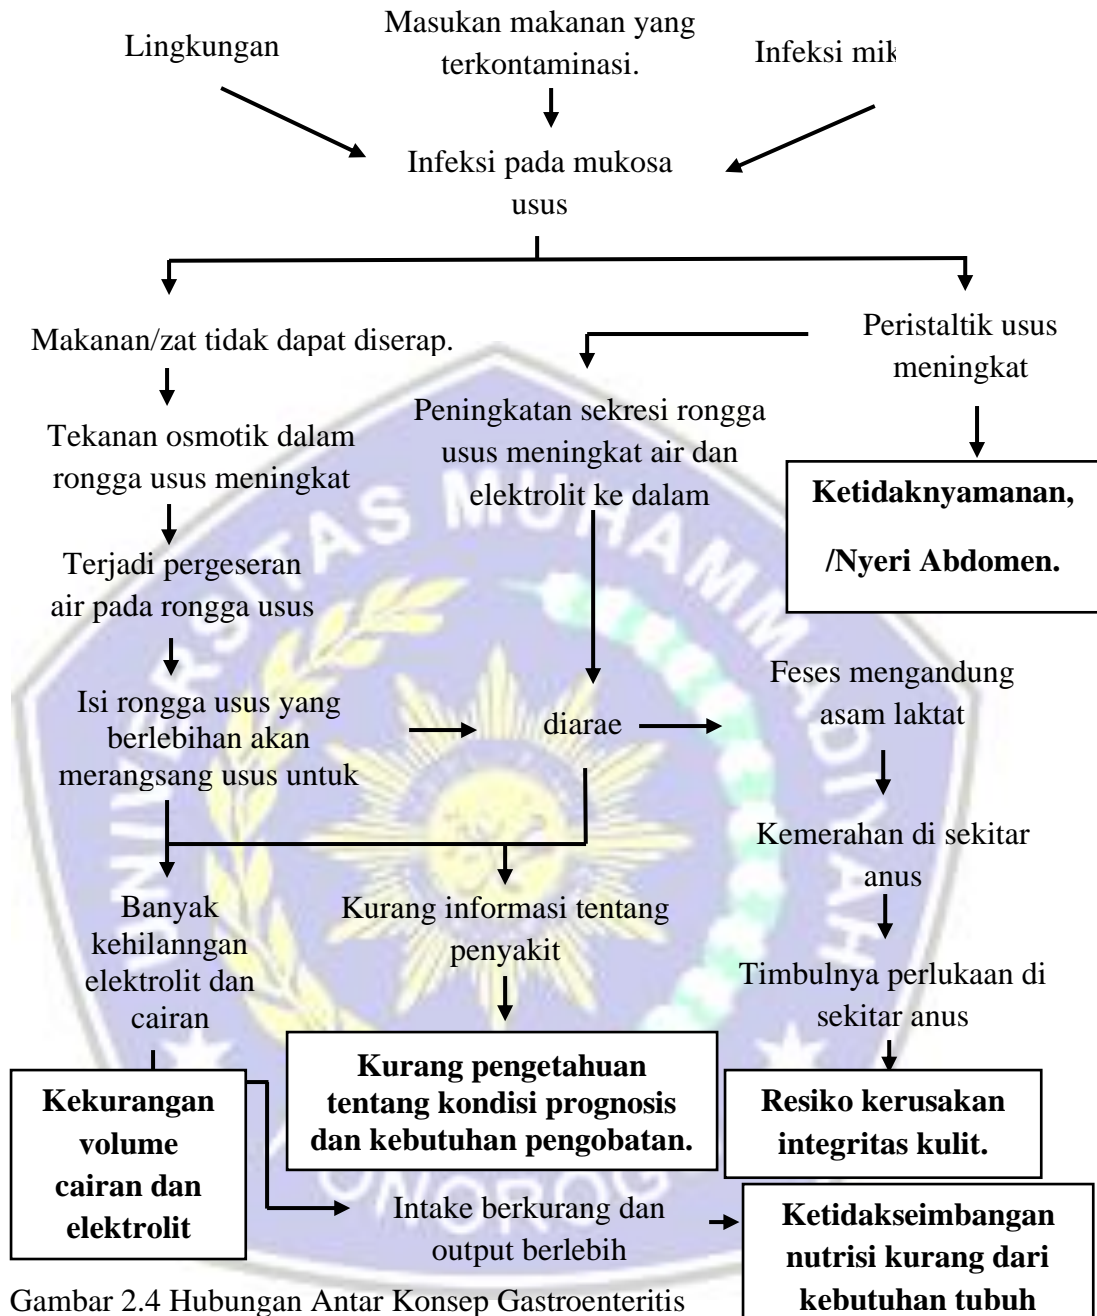 Lingkungan
Masukan makanan yang
terkontaminasi.
Infeksi
Infeksi pada mukosa
usus
Makanan/zat tidak dapat diserap.
Peristaltik usus
meningkat
Tekanan osmotik dalam
rongga usus meningkat
Peningkatan sekresi rongga
usus meningkat air dan
elektrolit ke dalam
Ketidaknyamanan,
/Nyeri Abdomen.
Terjadi pergeseran
air pada rongga usus
Isi rongga usus yang
berlebihan akan
merangsang usus untuk
diarae
Feses mengandung
asam laktat
Kemerahan di sekitar
anus
Banyak
kehilanngan
elektrolit dan
cairan
Kurang informasi tentang
penyakit
Timbulnya perlukaan di
sekitar anus
Kekurangan
volume
cairan dan
elektrolit
Kurang pengetahuan
tentang kondisi prognosis
dan kebutuhan pengobatan.
Resiko kerusakan
integritas kulit.
Intake berkurang dan
output berlebih
Ketidakseimbangan
nutrisi kurang dari
kebutuhan tubuh
Gambar 2.4 Hubungan Antar Konsep Gastroenteritis
UNIVERSITAS MUHAMMADIYAH